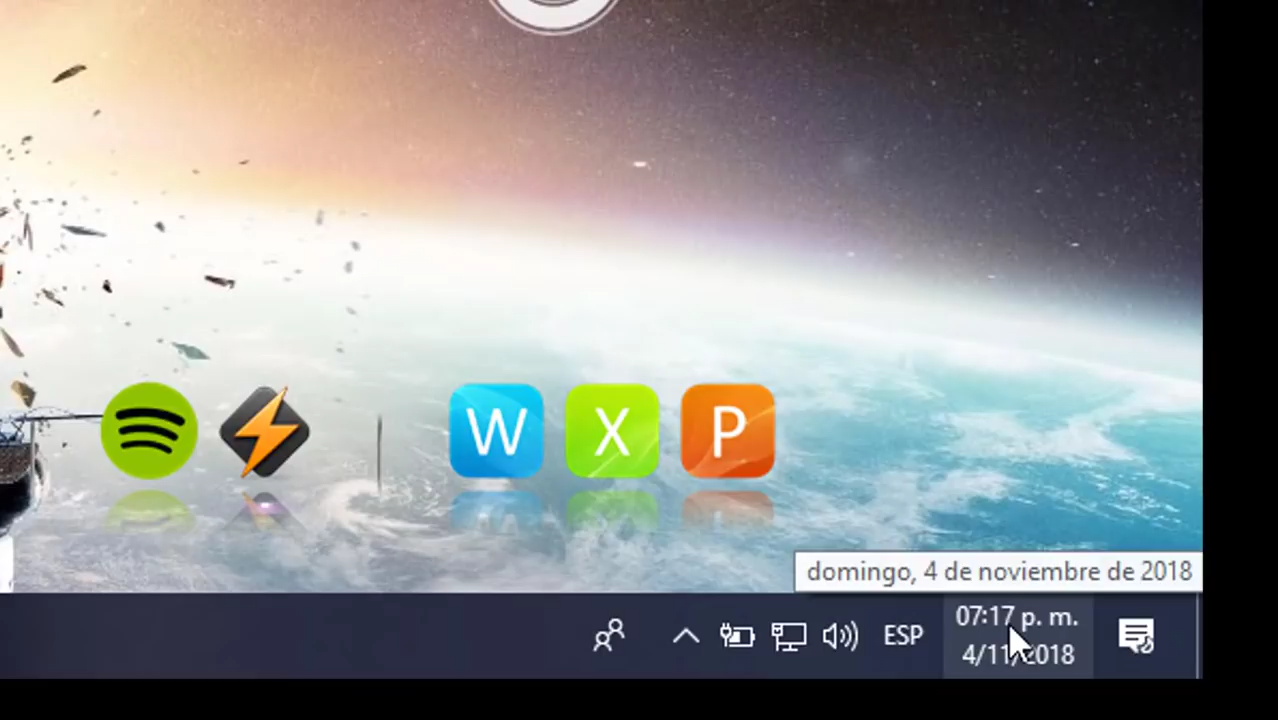 W X P
domingo, 4 de noviembre de 2018
ESP
07:17 p. m.
4/11/2018